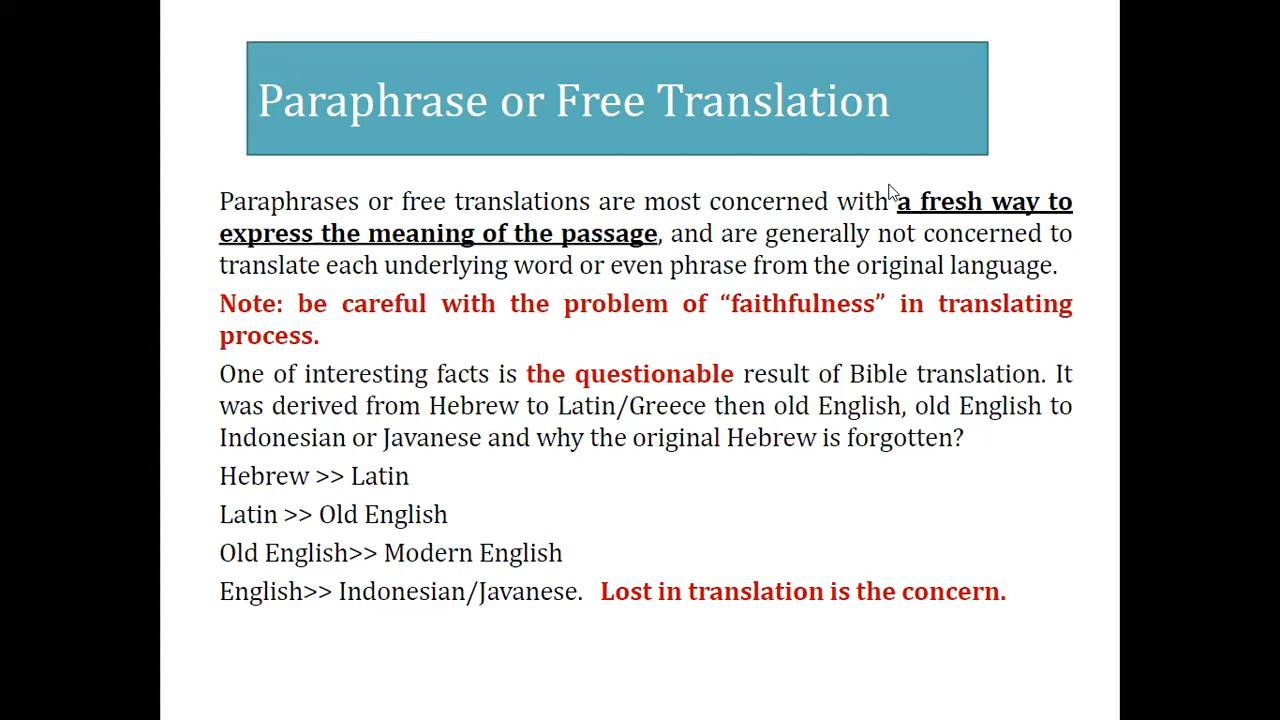 Paraphrase or Free Translation
Paraphrases or free translations are most concerned with a fresh way to
express the meaning of the passage, and are generally not concerned to
translate each underlying word or even phrase from the original language.
Note: be careful with the problem of “faithfulness” in translating
process.
One of interesting facts is the questionable result of Bible translation. It
was derived from Hebrew to Latin/Greece then old English, old English to
Indonesian or Javanese and why the original Hebrew is forgotten?
Hebrew >> Latin
Latin >> Old English
Old English>> Modern English
English>> Indonesian/Javanese. Lost in translation is the concern.